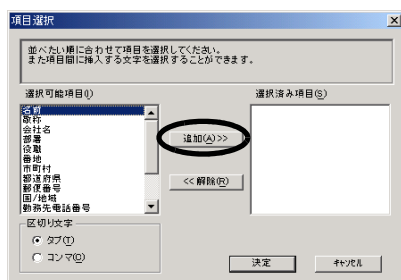 項目選択
並べたい順に合わせて項目を選択してください。
また項目間に挿入する文字を選択することができます。
選択可能項目(I)
名前
敬称
会社名
部署
役職
番地
市町村
都道府県
郵便番号
国/地域
勤務先電話番号
追加(A)>>
<<解除(R)
選択済み項目(S)
区切り文字
タブ(T)
コンマ(O)
決定
キャンセル